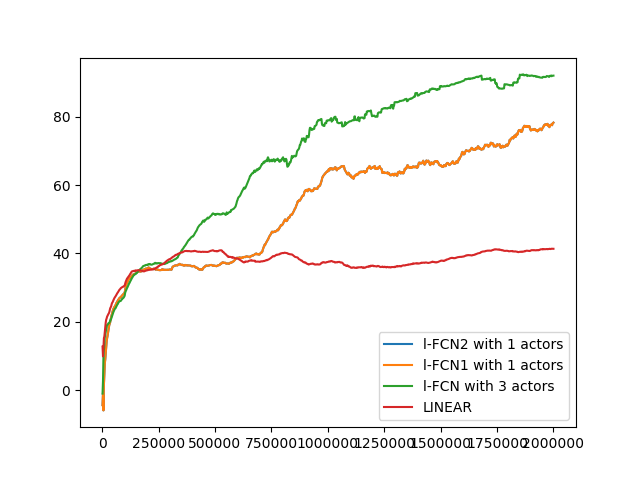 80
60
40
20
0
0 250000 500000 750000 1000000 1250000 1500000 1750000 2000000
l-FCN2 with 1 actors
l-FCN1 with 1 actors
l-FCN with 3 actors
LINEAR